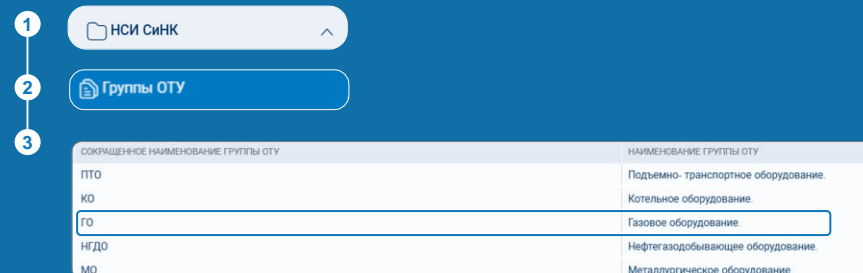 1 НСИ СиНК
2 Группы ОТУ
3
СОКРАЩЕННОЕ НАИМЕНОВАНИЕ ГРУППЫ ОТУ НАИМЕНОВАНИЕ ГРУППЫ ОТУ
ПТО Подъемно- транспортное оборудование.
КО Котельное оборудование.
ГО Газовое оборудование.
НГДО Нефтегазодобывающее оборудование.
МО Металлургическое оборудование